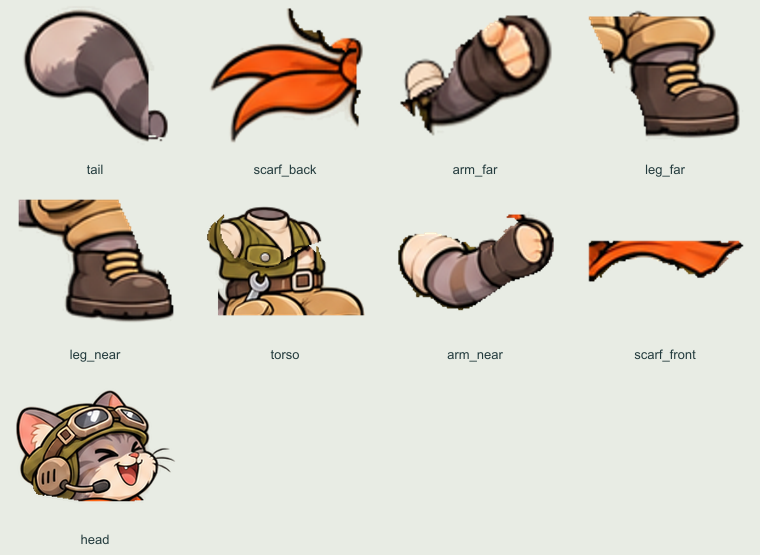 tail
scarf_back
arm_far
leg_far
leg_near
torso
arm_near
scarf_front
head